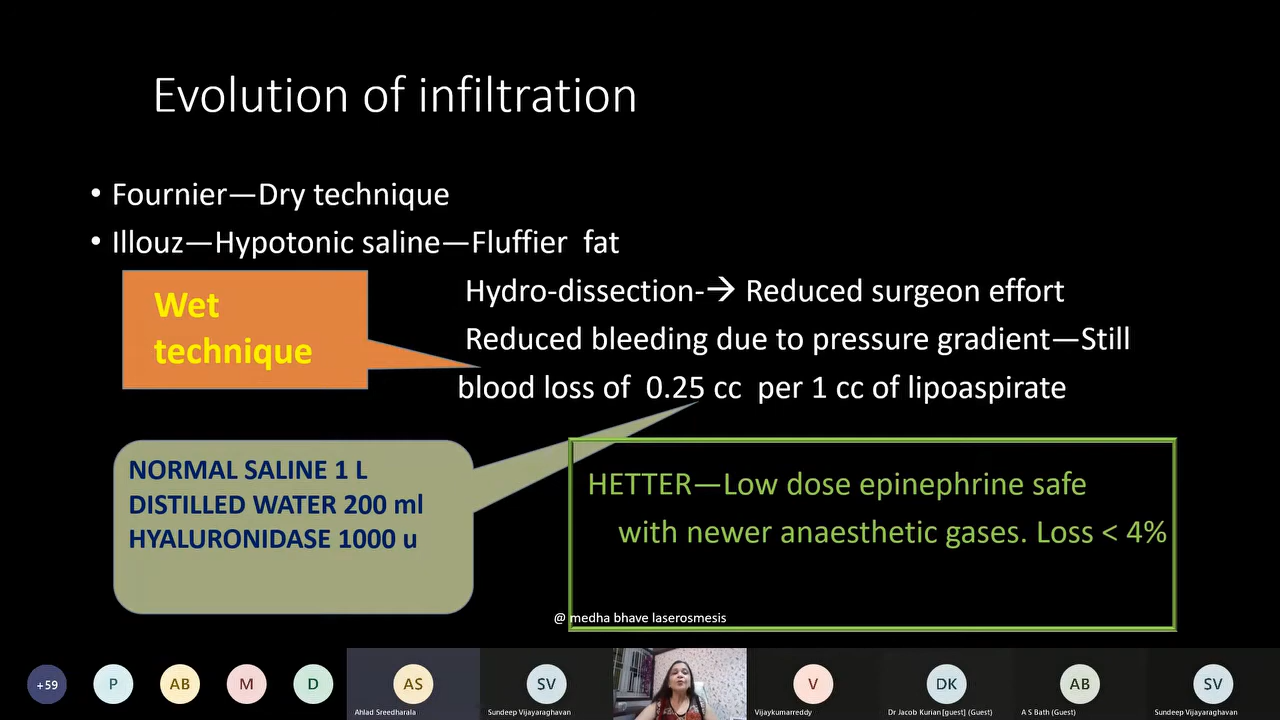 Evolution of infiltration
• Fournier—Dry technique
• Illouz—Hypotonic saline—Fluffier fat
Wet
technique
Hydro-dissection-→ Reduced surgeon effort
Reduced bleeding due to pressure gradient—Still
blood loss of 0.25 cc per 1 cc of lipoaspirate
NORMAL SALINE 1 L
DISTILLED WATER 200 ml
HYALURONIDASE 1000 u
HETTER—Low dose epinephrine safe
with newer anaesthetic gases. Loss < 4%
@ medha bhave laserosmesis
+59
P
AB
M
D
AS
Ahlad Sreedharala
SV
Sundeep Vijayaraghavan
V
Vijaykumarreddy
DK
Dr Jacob Kurian[guest] (Guest)
AB
A S Bath (Guest)
SV
Sundeep Vijayaraghavan